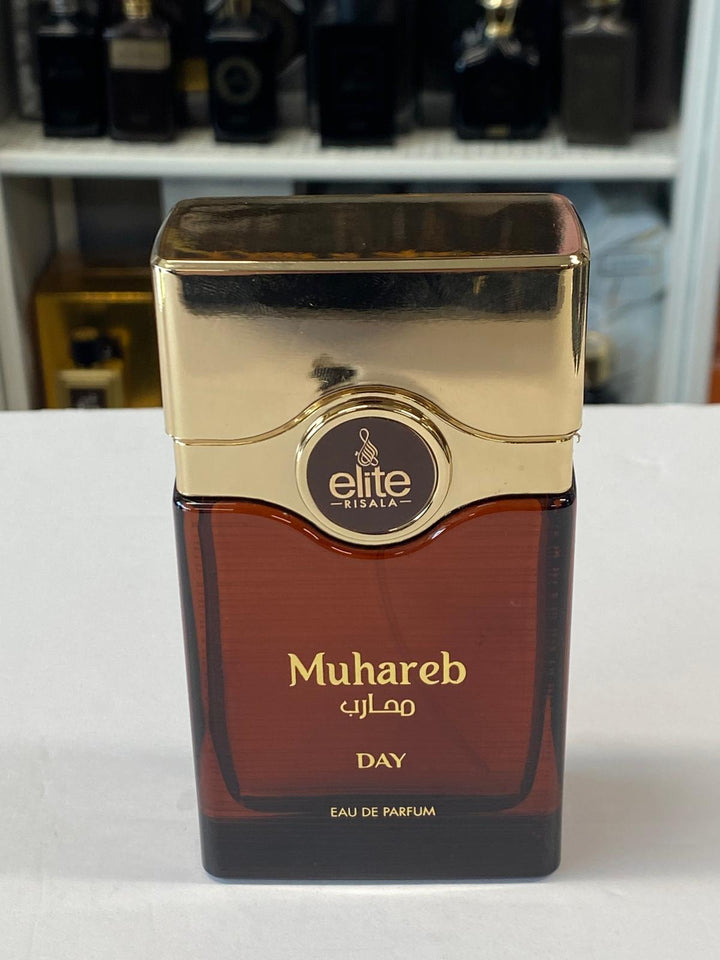 elite
RISALA
Muhareb
محارب
DAY
EAU DE PARFUM